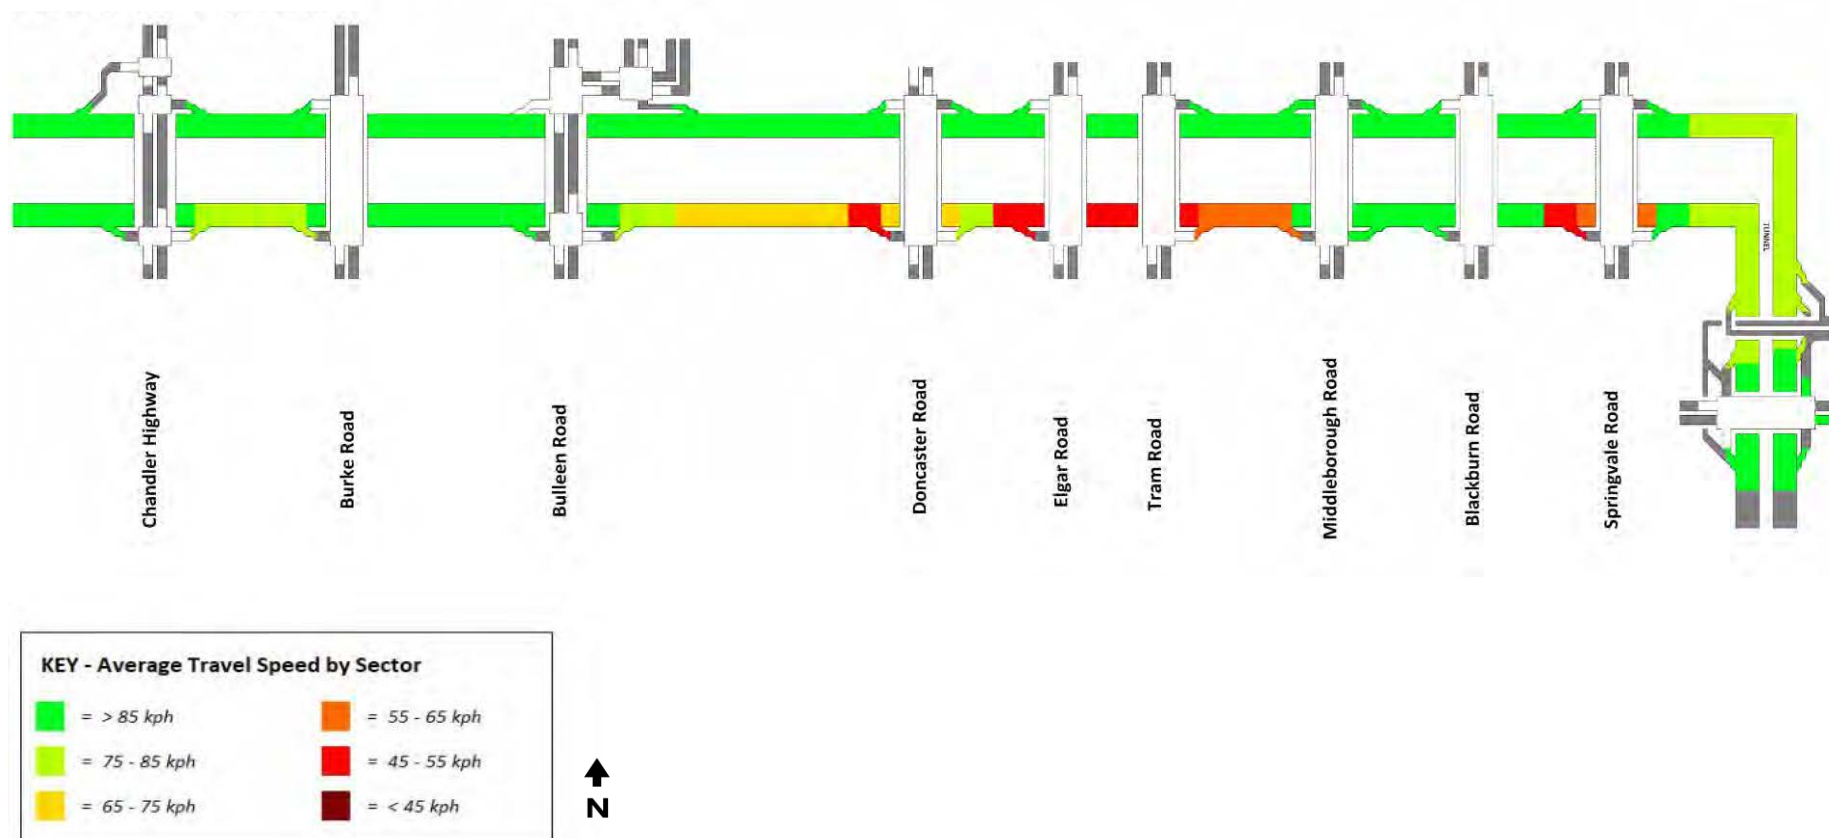 TUNNEL
Chandler Highway
Burke Road
Bulleen Road
Doncaster Road
Elgar Road
Tram Road
Middleborough Road
Blackburn Road
Springvale Road
KEY - Average Travel Speed by Sector
= > 85 kph
= 55 - 65 kph
= 75 - 85 kph
= 45 - 55 kph
= 65 - 75 kph
= < 45 kph
N